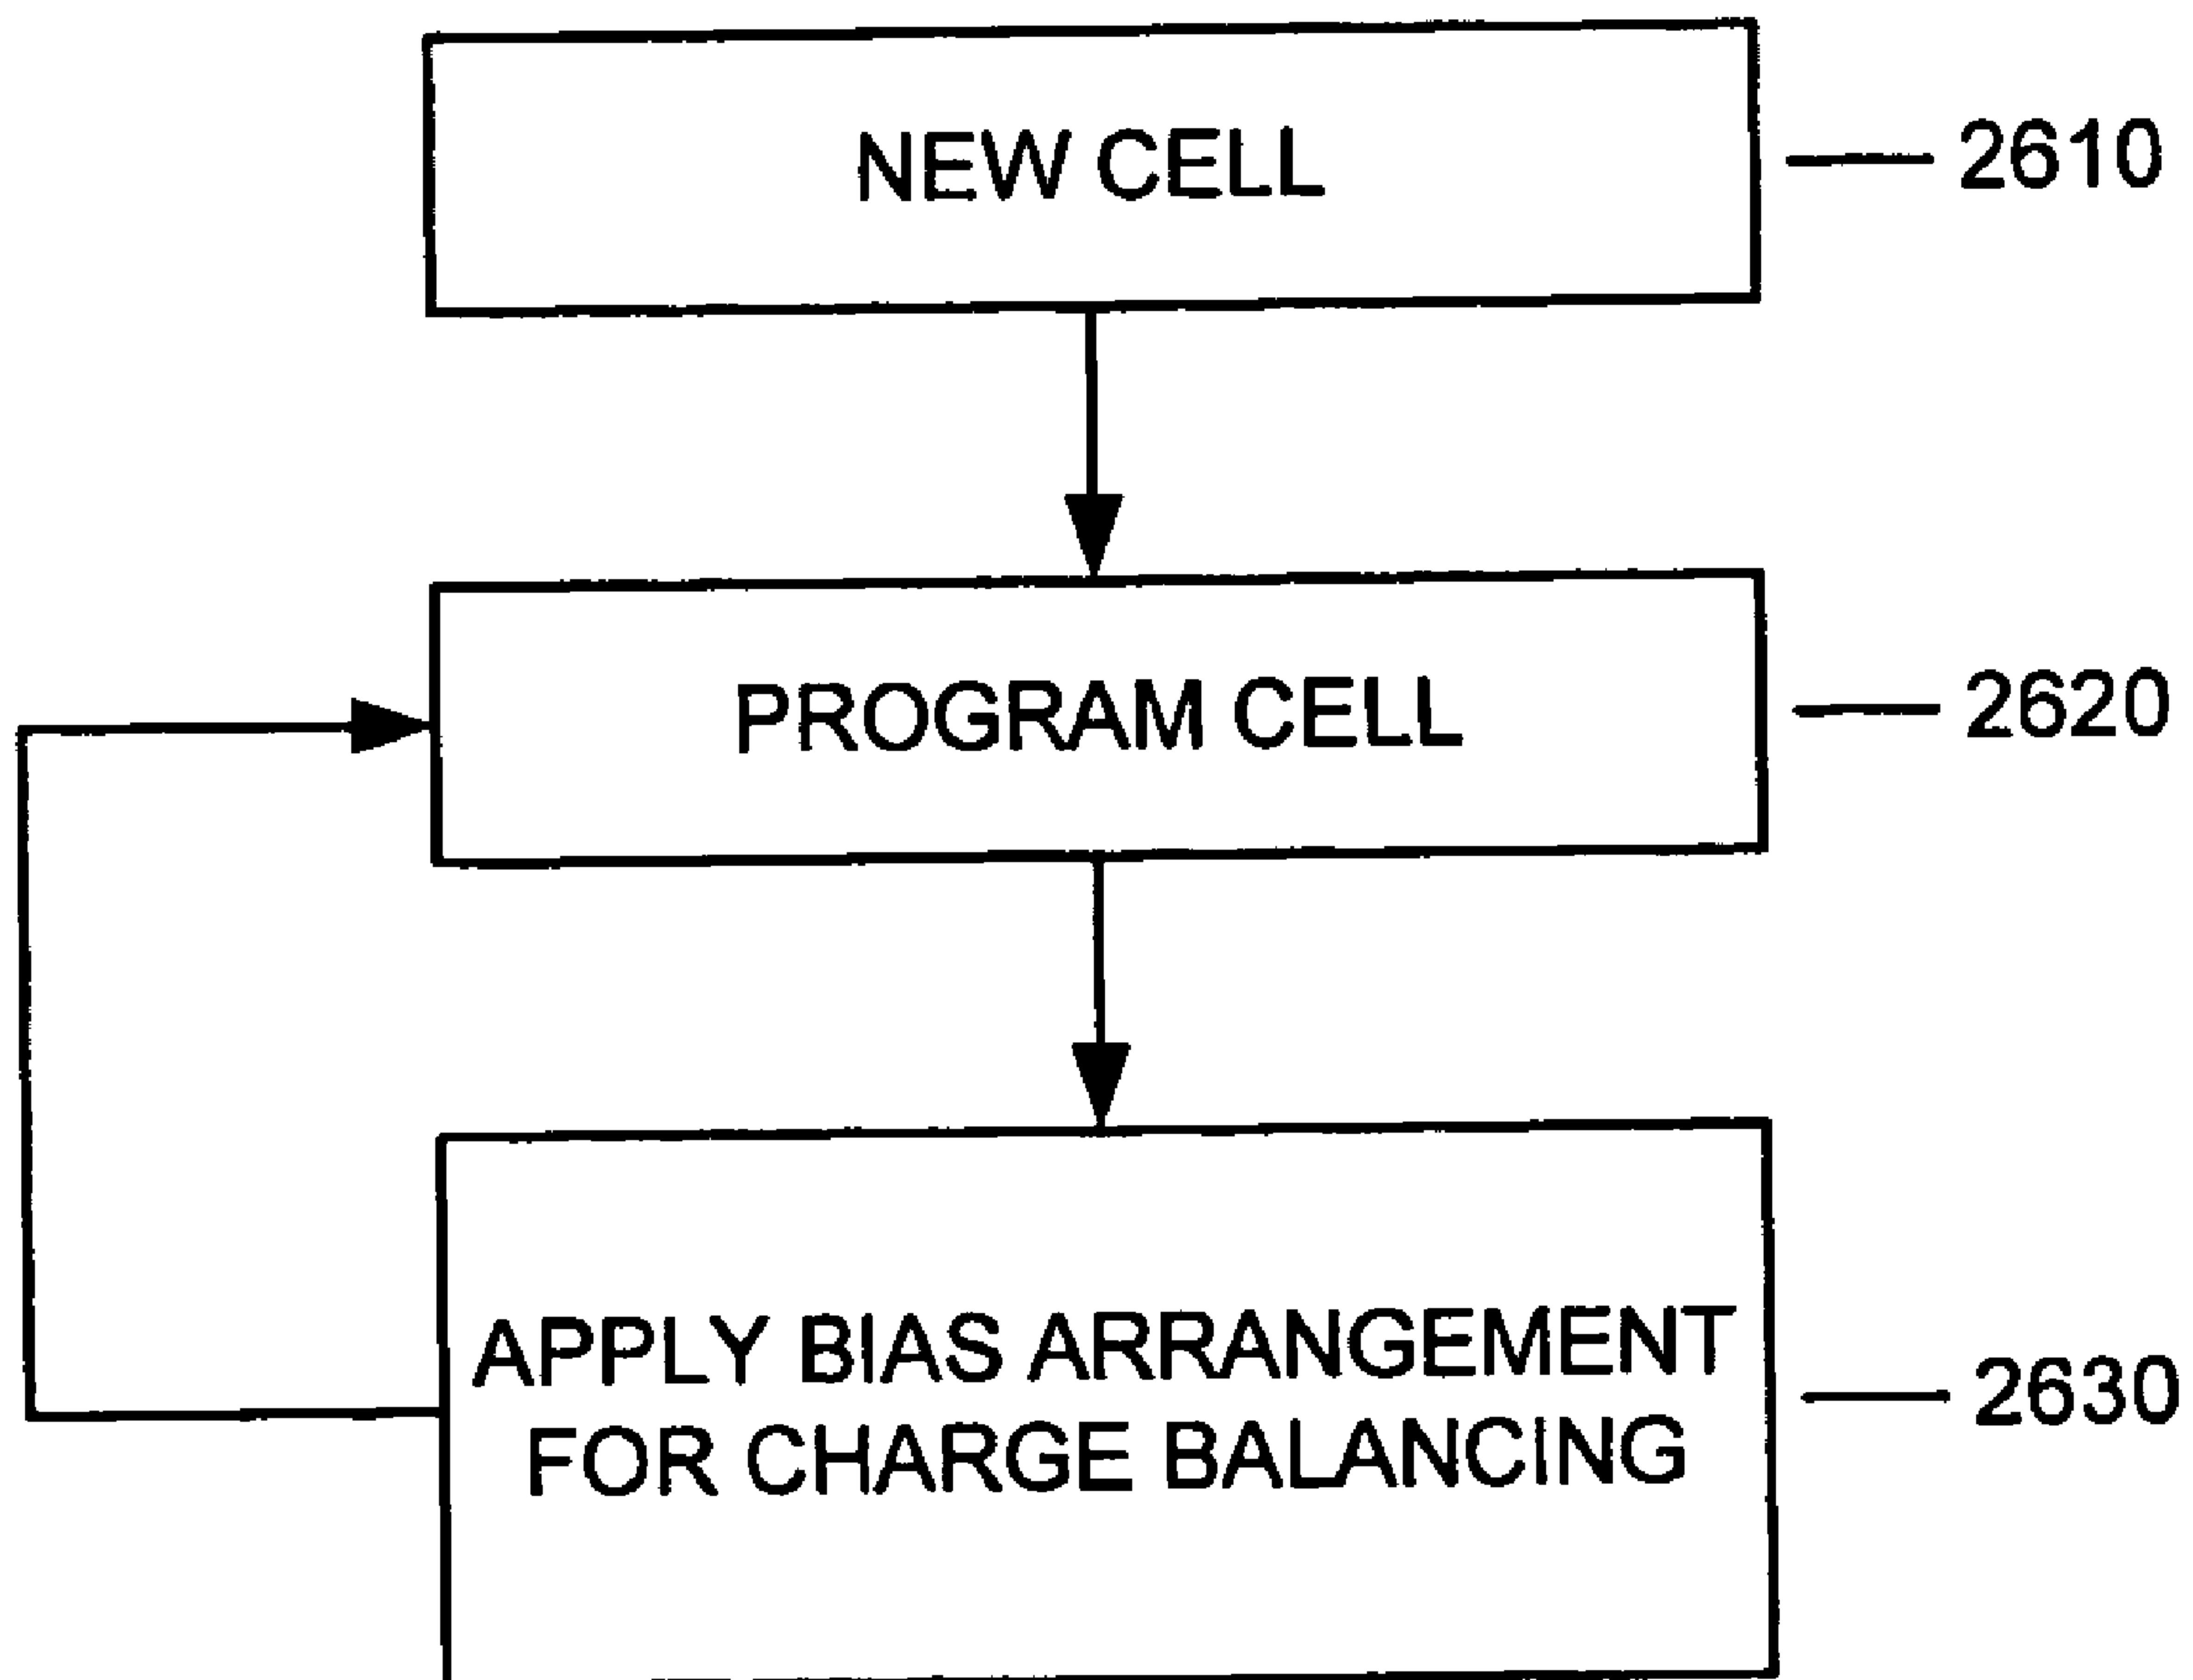 NEW CELL
2610
PROGRAM CELL
2620
APPLY BIAS ARRANGEMENT
FOR CHARGE BALANCING
2630